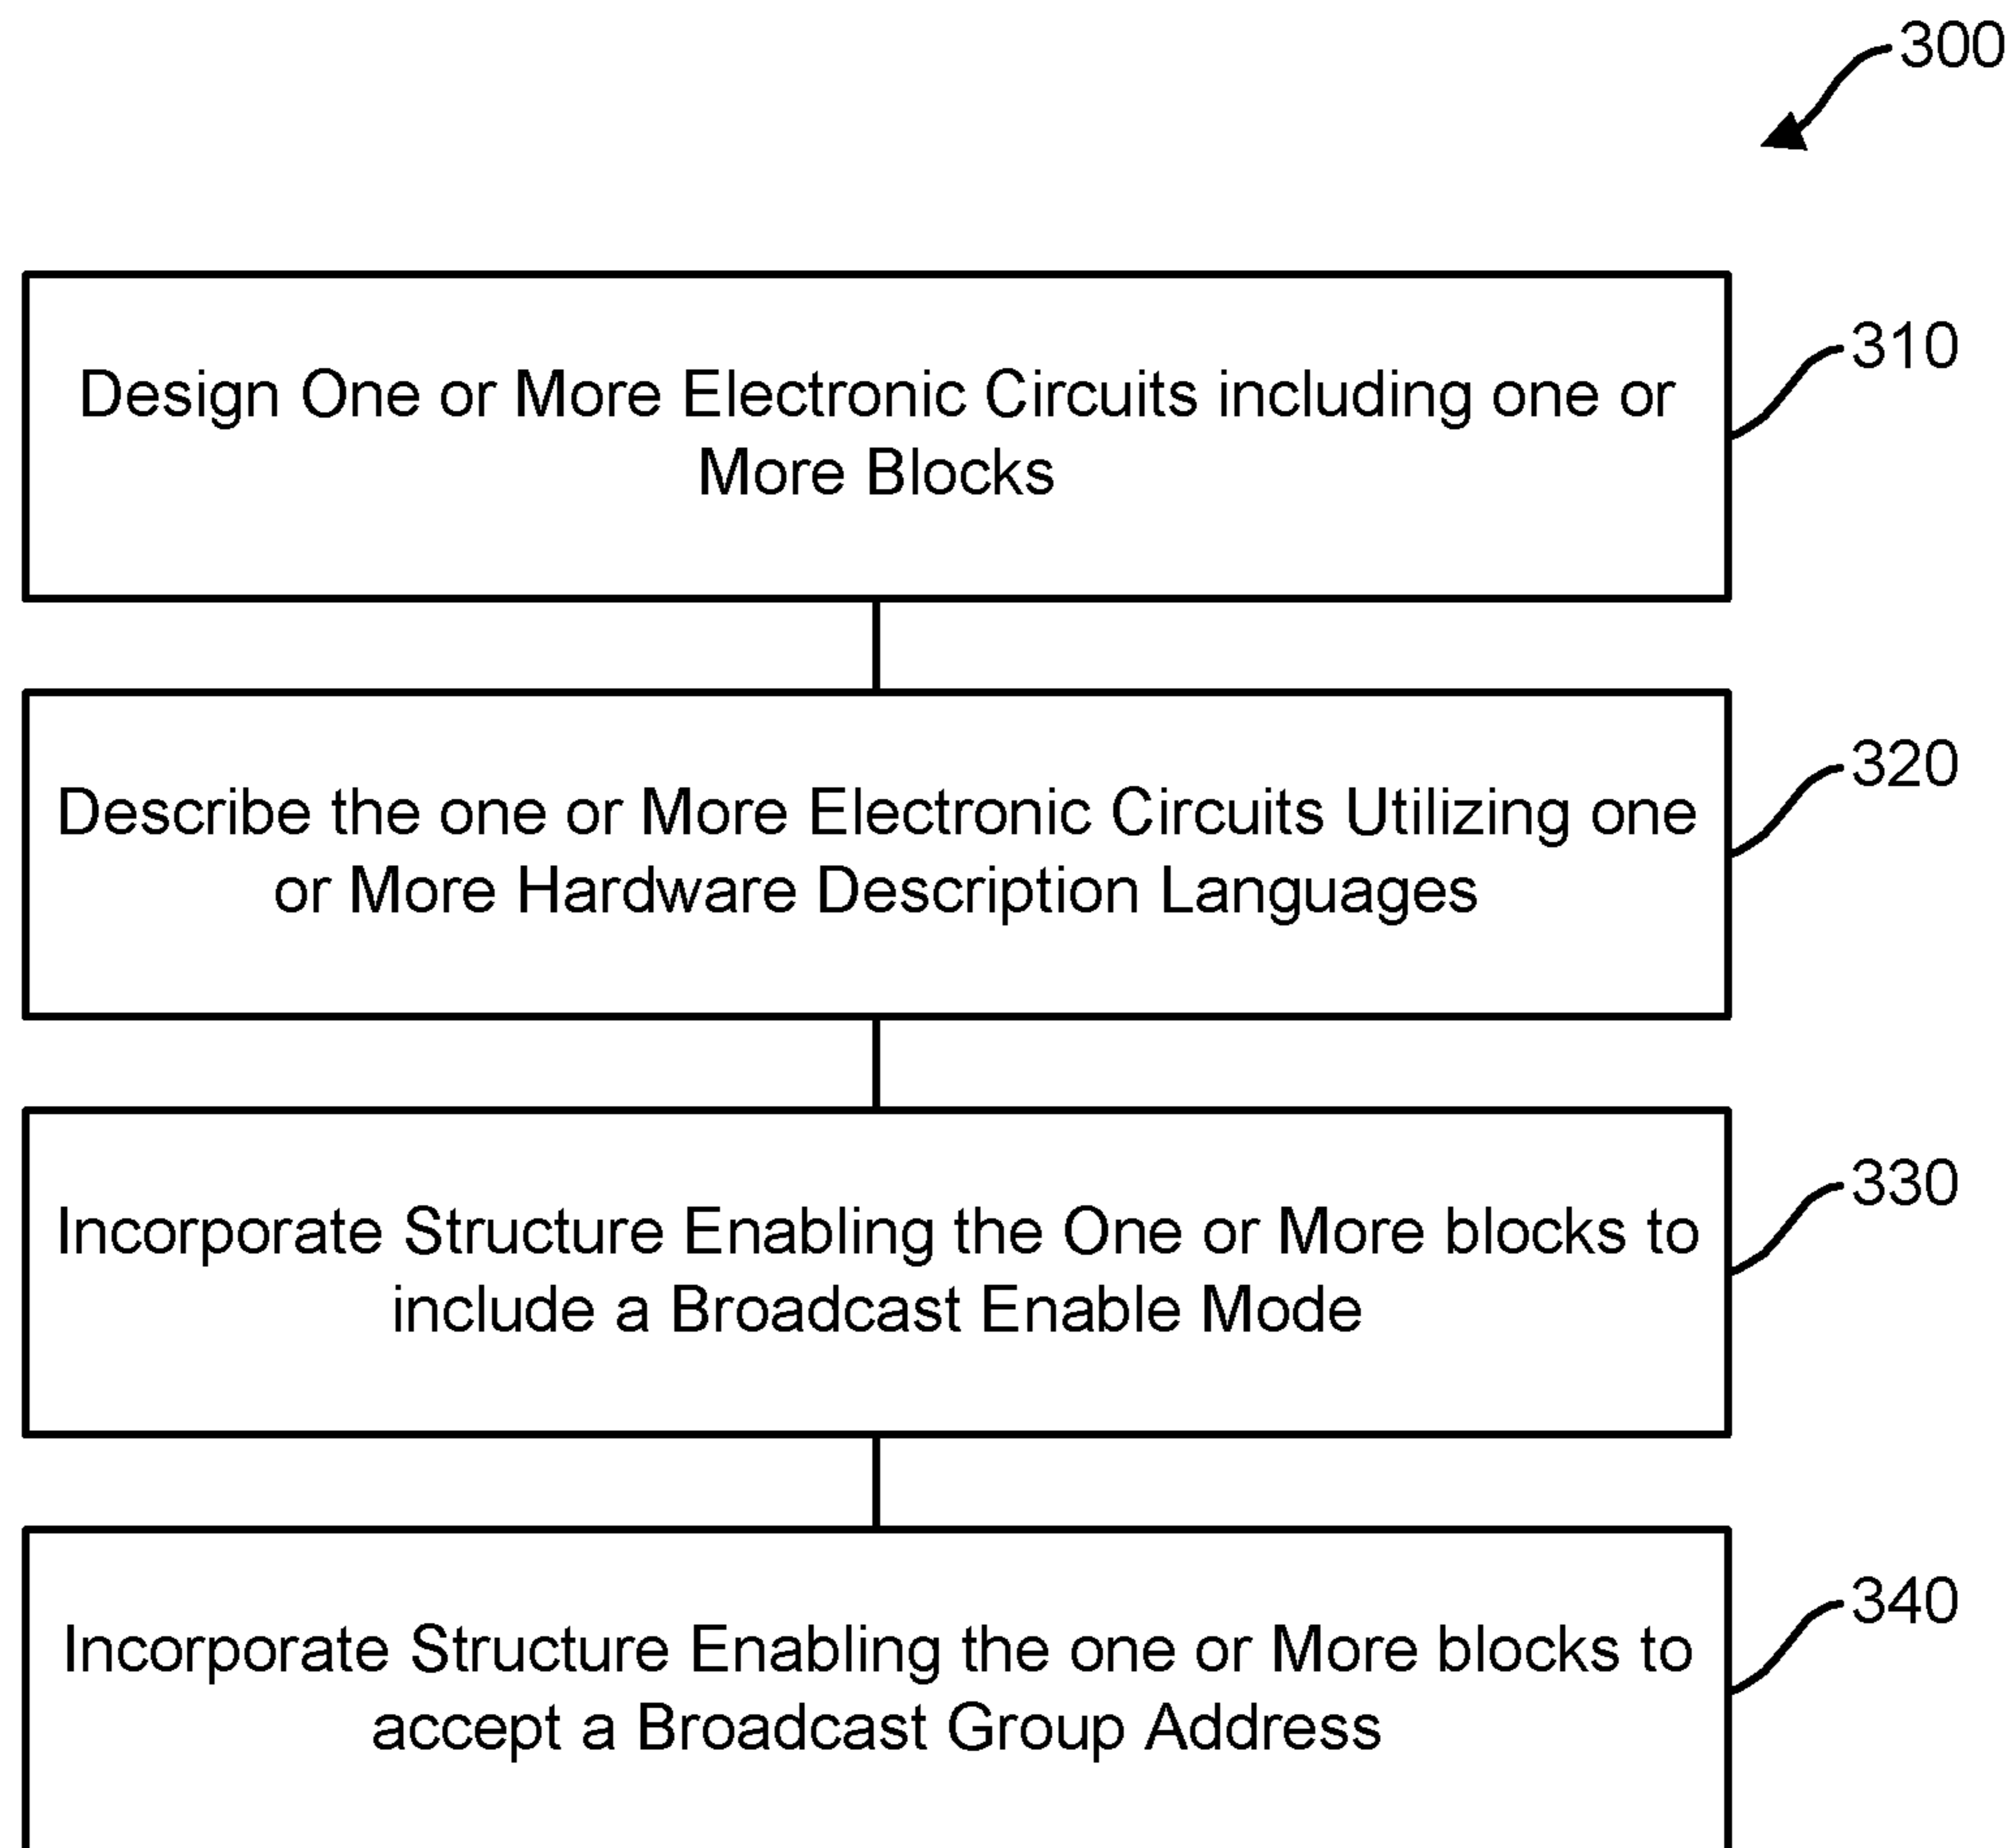 300
310
Design One or More Electronic Circuits including one or
More Blocks
320
Describe the one or More Electronic Circuits Utilizing one
or More Hardware Description Languages
330
Incorporate Structure Enabling the One or More blocks to
include a Broadcast Enable Mode
340
Incorporate Structure Enabling the one or More blocks to
accept a Broadcast Group Address